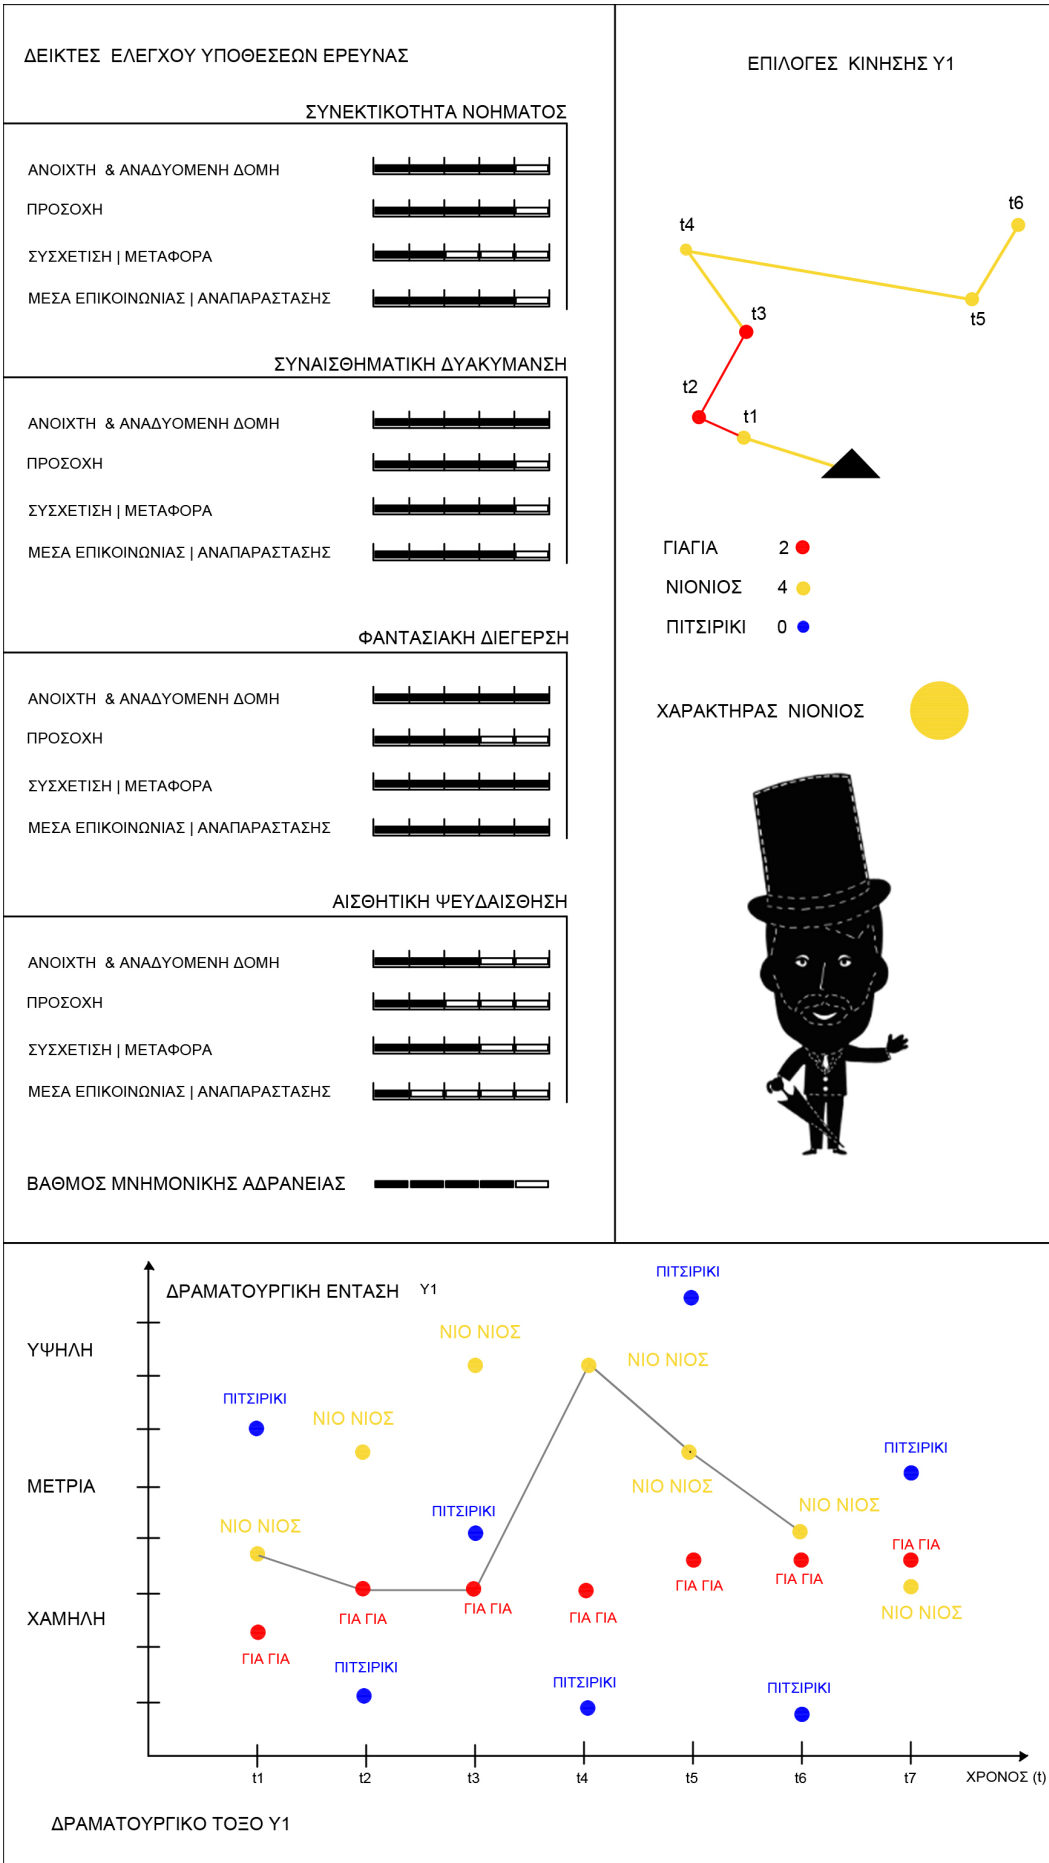 ΔΕΙΚΤΕΣ ΕΛΕΓΧΟΥ ΥΠΟΘΕΣΕΩΝ ΕΡΕΥΝΑΣ
ΣΥΝΕΚΤΙΚΟΤΗΤΑ ΝΟΗΜΑΤΟΣ
ΑΝΟΙΧΤΗ & ΑΝΑΔΥΟΜΕΝΗ ΔΟΜΗ
ΠΡΟΣΟΧΗ
ΣΥΣΧΕΤΙΣΗ | ΜΕΤΑΦΟΡΑ
ΜΕΣΑ ΕΠΙΚΟΙΝΩΝΙΑΣ | ΑΝΑΠΑΡΑΣΤΑΣΗΣ
ΣΥΝΑΙΣΘΗΜΑΤΙΚΗ ΔΥΑΚΥΜΑΝΣΗ
ΑΝΟΙΧΤΗ & ΑΝΑΔΥΟΜΕΝΗ ΔΟΜΗ
ΠΡΟΣΟΧΗ
ΣΥΣΧΕΤΙΣΗ | ΜΕΤΑΦΟΡΑ
ΜΕΣΑ ΕΠΙΚΟΙΝΩΝΙΑΣ | ΑΝΑΠΑΡΑΣΤΑΣΗΣ
ΦΑΝΤΑΣΙΑΚΗ ΔΙΕΓΕΡΣΗ
ΑΝΟΙΧΤΗ & ΑΝΑΔΥΟΜΕΝΗ ΔΟΜΗ
ΠΡΟΣΟΧΗ
ΣΥΣΧΕΤΙΣΗ | ΜΕΤΑΦΟΡΑ
ΜΕΣΑ ΕΠΙΚΟΙΝΩΝΙΑΣ | ΑΝΑΠΑΡΑΣΤΑΣΗΣ
ΑΙΣΘΗΤΙΚΗ ΨΕΥΔΑΙΣΘΗΣΗ
ΑΝΟΙΧΤΗ & ΑΝΑΔΥΟΜΕΝΗ ΔΟΜΗ
ΠΡΟΣΟΧΗ
ΣΥΣΧΕΤΙΣΗ | ΜΕΤΑΦΟΡΑ
ΜΕΣΑ ΕΠΙΚΟΙΝΩΝΙΑΣ | ΑΝΑΠΑΡΑΣΤΑΣΗΣ
ΒΑΘΜΟΣ ΜΝΗΜΟΝΙΚΗΣ ΑΔΡΑΝΕΙΑΣ
ΕΠΙΛΟΓΕΣ ΚΙΝΗΣΗΣ Υ1
t6
t4
t3
t5
t2
t1
ΓΙΑΓΙΑ 2
ΝΙΟΝΙΟΣ 4
ΠΙΤΣΙΡΙΚΙ 0
ΧΑΡΑΚΤΗΡΑΣ ΝΙΟΝΙΟΣ
ΠΙΤΣΙΡΙΚΙ
ΔΡΑΜΑΤΟΥΡΓΙΚΗ ΕΝΤΑΣΗ Υ1
ΝΙΟ ΝΙΟΣ
ΥΨΗΛΗ
ΝΙΟ ΝΙΟΣ
ΠΙΤΣΙΡΙΚΙ
ΝΙΟ ΝΙΟΣ
ΠΙΤΣΙΡΙΚΙ
ΜΕΤΡΙΑ
ΝΙΟ ΝΙΟΣ
ΝΙΟ ΝΙΟΣ
ΠΙΤΣΙΡΙΚΙ
ΝΙΟ ΝΙΟΣ
ΓΙΑ ΓΙΑ
ΓΙΑ ΓΙΑ
ΓΙΑ ΓΙΑ
ΓΙΑ ΓΙΑ
ΝΙΟ ΝΙΟΣ
ΧΑΜΗΛΗ
ΓΙΑ ΓΙΑ
ΓΙΑ ΓΙΑ
ΓΙΑ ΓΙΑ
ΠΙΤΣΙΡΙΚΙ
ΠΙΤΣΙΡΙΚΙ
ΠΙΤΣΙΡΙΚΙ
t1 t2 t3 t4 t5 t6 t7 ΧΡΟΝΟΣ (t)
ΔΡΑΜΑΤΟΥΡΓΙΚΟ ΤΟΞΟ Υ1